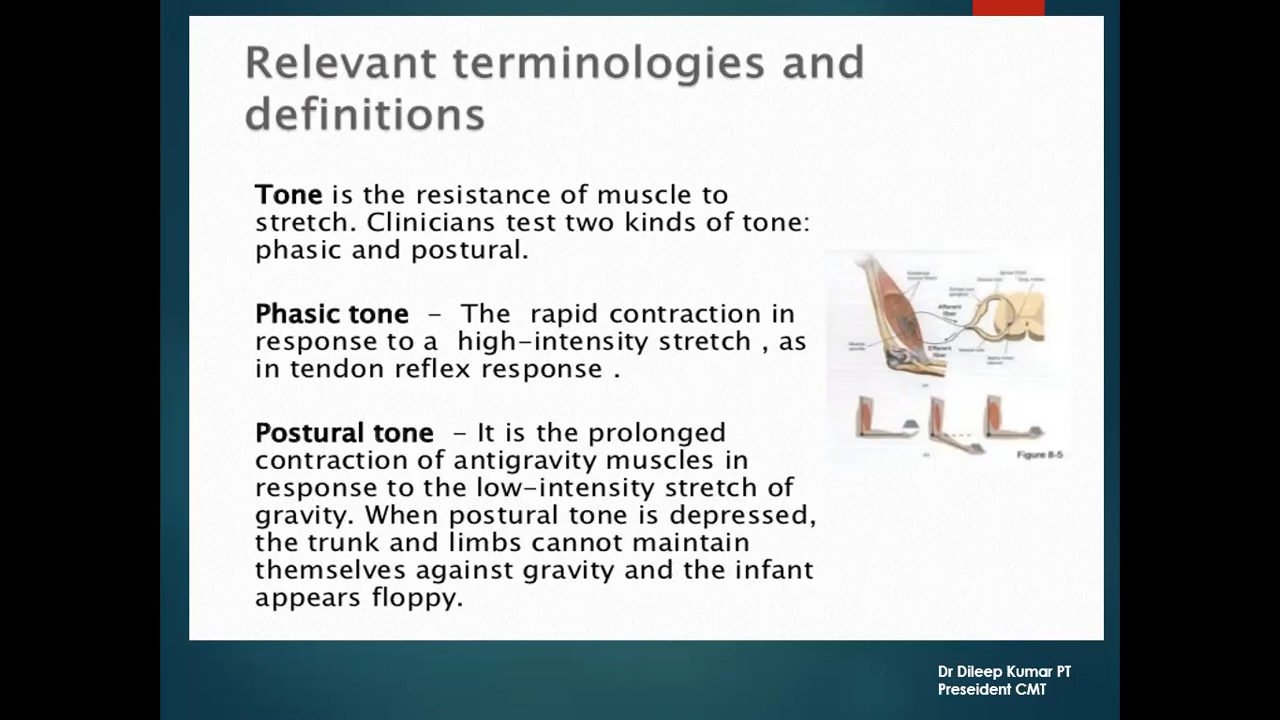 Relevant terminologies and
definitions
Tone is the resistance of muscle to
stretch. Clinicians test two kinds of tone:
phasic and postural.
Phasic tone – The rapid contraction in
response to a high-intensity stretch , as
in tendon reflex response .
Postural tone – It is the prolonged
contraction of antigravity muscles in
response to the low-intensity stretch of
gravity. When postural tone is depressed,
the trunk and limbs cannot maintain
themselves against gravity and the infant
appears floppy.
Afferent
fiber
Efferent
fiber
Figure 8-5
Dr Dileep Kumar PT
Preseident CMT